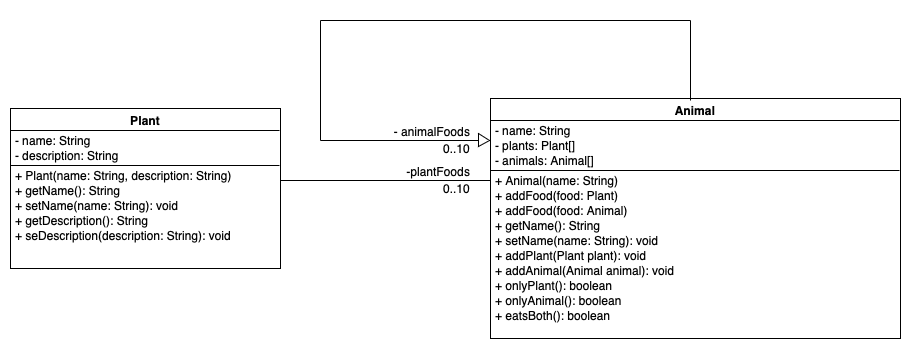 Plant
- name: String
- description: String
+ Plant(name: String, description: String)
+ getName(): String
+ setName(name: String): void
+ getDescription(): String
+ seDescription(description: String): void
- animalFoods
0..10
-plantFoods
0..10
Animal
- name: String
- plants: Plant[]
- animals: Animal[]
+ Animal(name: String)
+ addFood(food: Plant)
+ addFood(food: Animal)
+ getName(): String
+ setName(name: String): void
+ addPlant(Plant plant): void
+ addAnimal(Animal animal): void
+ onlyPlant(): boolean
+ onlyAnimal(): boolean
+ eatsBoth(): boolean